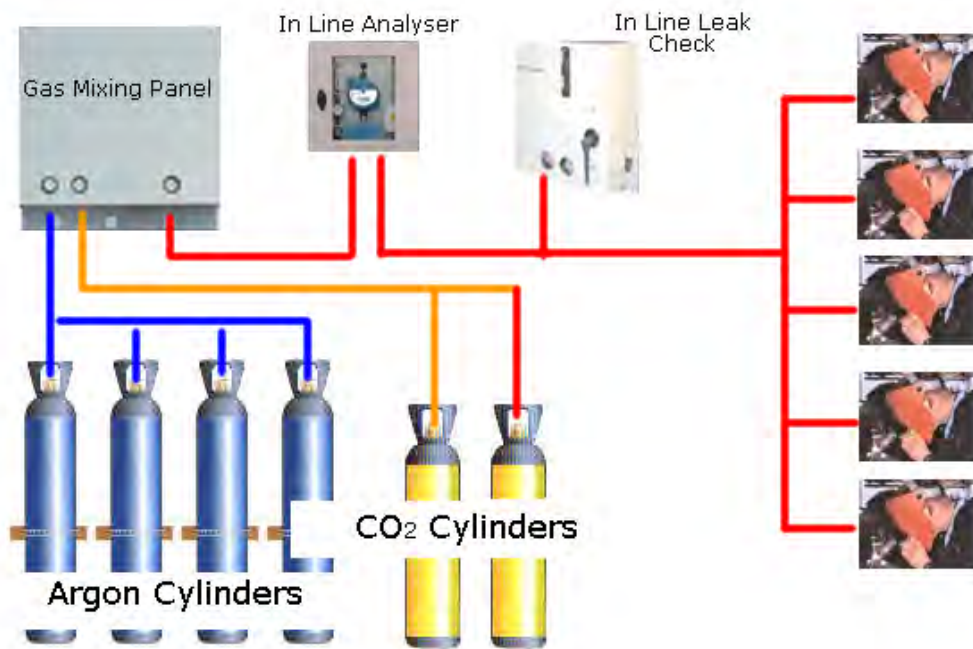 In Line Analyser
In Line Leak
Check
Gas Mixing Panel
CO₂ Cylinders
Argon Cylinders